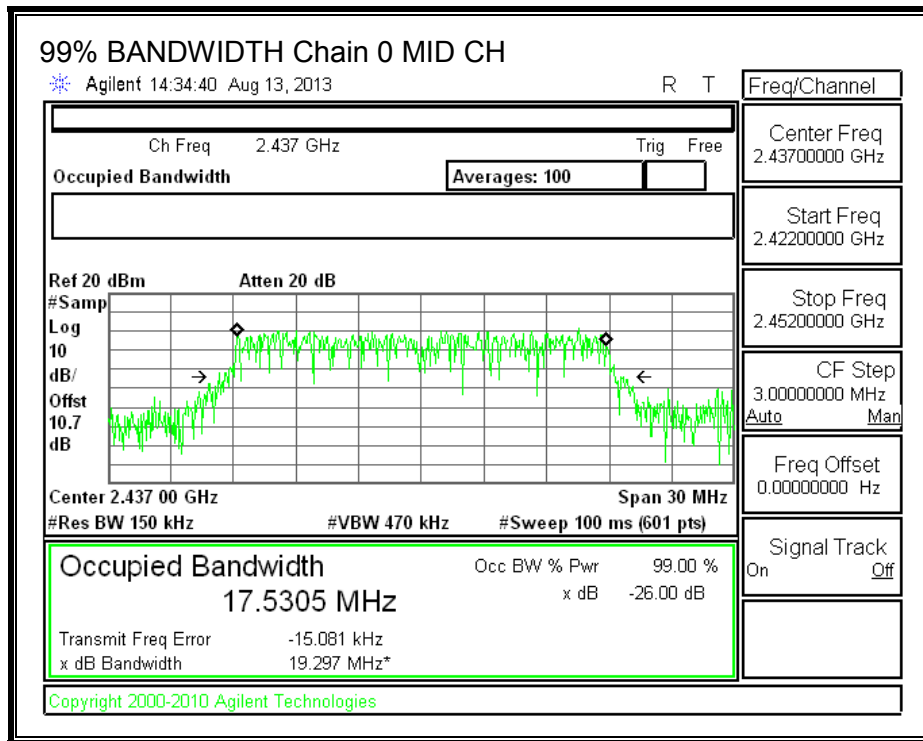 99% BANDWIDTH Chain 0 MID CH
Agilent 14:34:40 Aug 13, 2013 R T
Ch Freq 2.437 GHz Trig Free
Occupied Bandwidth Averages: 100
Ref 20 dBm Atten 20 dB
#Samp
Log
10
dB/
Offst
10.7
dB
Center 2.437 00 GHz Span 30 MHz
#Res BW 150 kHz #VBW 470 kHz #Sweep 100 ms (601 pts)
Occupied Bandwidth Occ BW % Pwr 99.00 %
17.5305 MHz x dB -26.00 dB
Transmit Freq Error -15.081 kHz
x dB Bandwidth 19.297 MHz*
Copyright 2000-2010 Agilent Technologies
Freq/Channel
Center Freq
2.43700000 GHz
Start Freq
2.42200000 GHz
Stop Freq
2.45200000 GHz
CF Step
3.00000000 MHz
Auto Man
Freq Offset
0.00000000 Hz
Signal Track
On Off